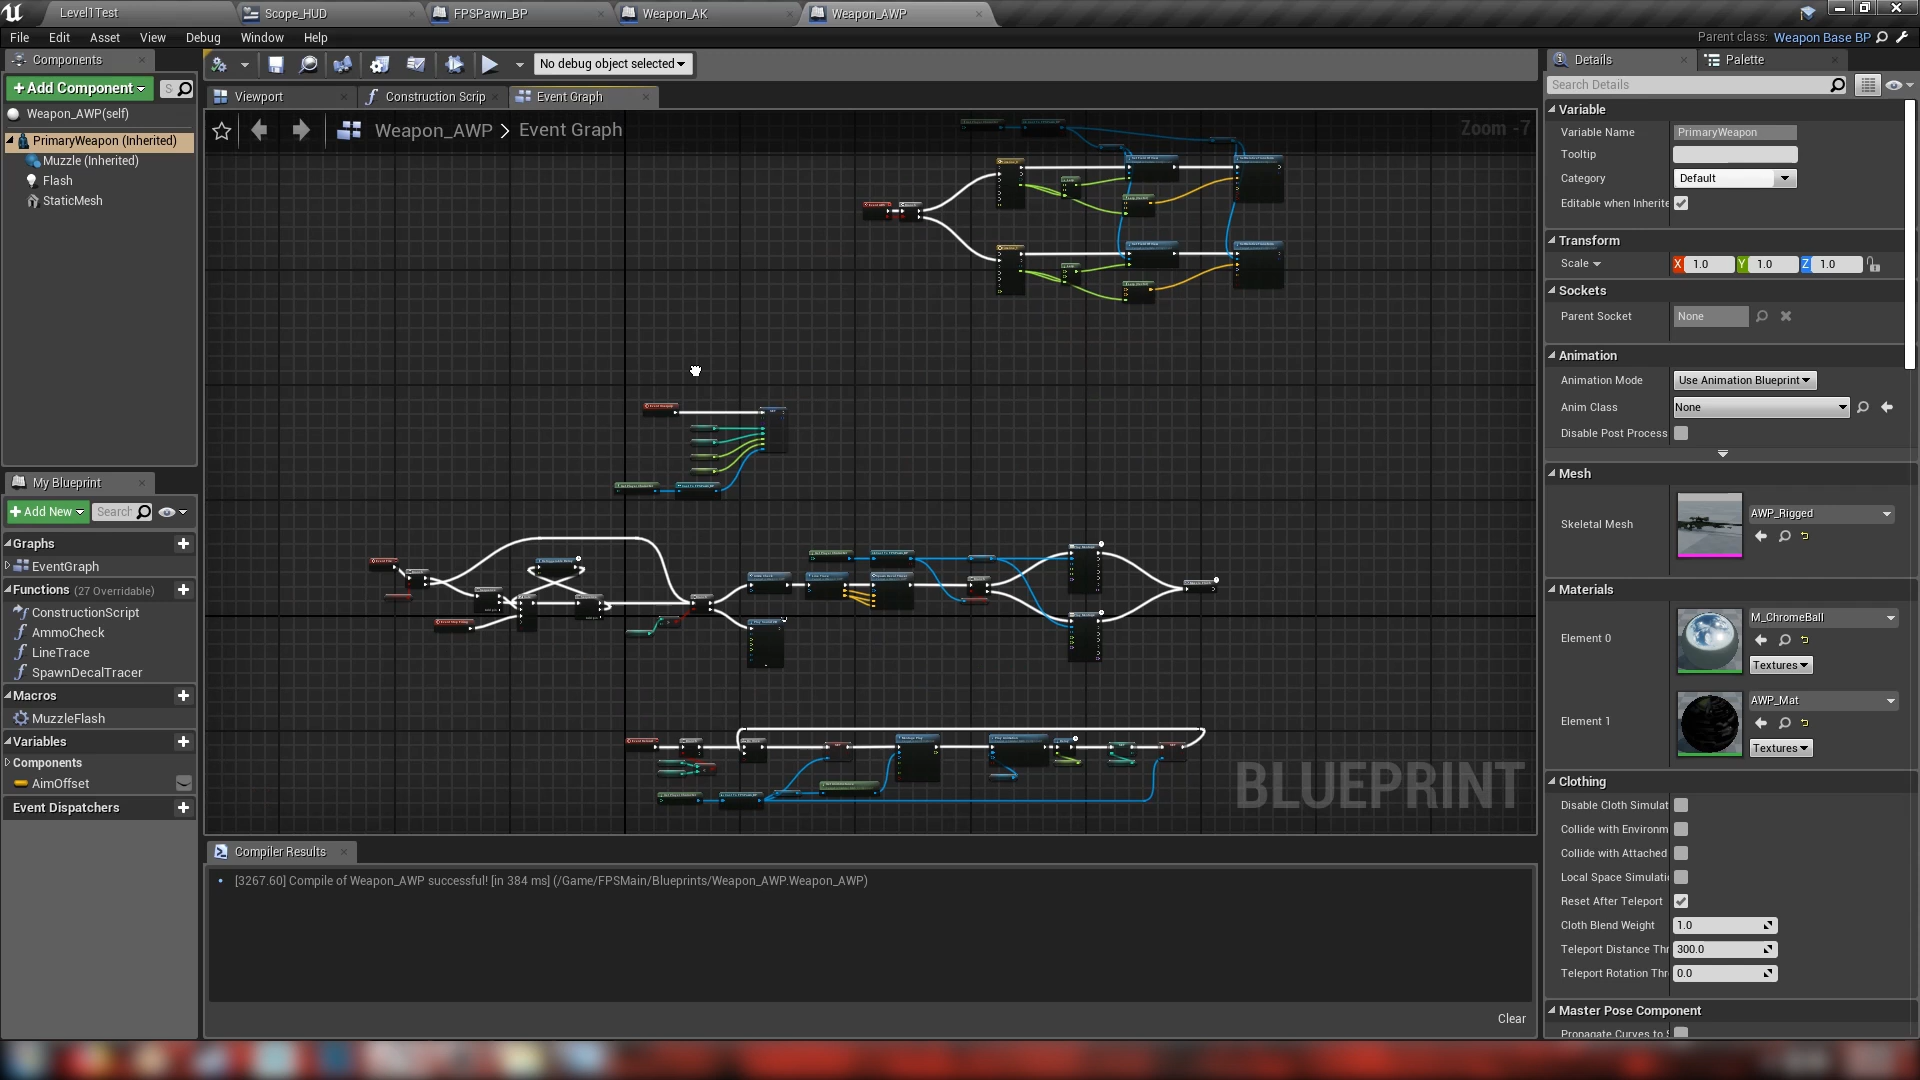 Level1Test
Scope_HUD
FPSpawn_BP
Weapon_AK
Weapon_AWP
File Edit Asset View Debug Window Help
Parent class: Weapon Base BP
Components
+ Add Component
S
Weapon_AWP(self)
PrimaryWeapon (Inherited)
Muzzle (Inherited)
Flash
StaticMesh
My Blueprint
+ Add New
Search
Graphs
EventGraph
Functions (27 Overridable)
ConstructionScript
AmmoCheck
LineTrace
SpawnDecalTracer
Macros
MuzzleFlash
Variables
Components
AimOffset
Event Dispatchers
No debug object selected
Viewport
Construction Scrip
Event Graph
Weapon_AWP > Event Graph
Zoom -7
BLUEPRINT
Compiler Results
[3267.60] Compile of Weapon_AWP successful! [in 384 ms] (/Game/FPSMain/Blueprints/Weapon_AWP.Weapon_AWP)
Clear
Details
Palette
Search Details
Variable
Variable Name PrimaryWeapon
Tooltip
Category Default
Editable when Inherite
Transform
Scale X 1.0 Y 1.0 Z 1.0
Sockets
Parent Socket None
Animation
Animation Mode Use Animation Blueprint
Anim Class None
Disable Post Process
Mesh
Skeletal Mesh AWP_Rigged
Materials
Element 0 M_ChromeBall
Textures
Element 1 AWP_Mat
Textures
Clothing
Disable Cloth Simulat
Collide with Environm
Collide with Attached
Local Space Simulati
Reset After Teleport
Cloth Blend Weight 1.0
Teleport Distance Thr 300.0
Teleport Rotation Thr 0.0
Master Pose Component
Propagate Curves to S